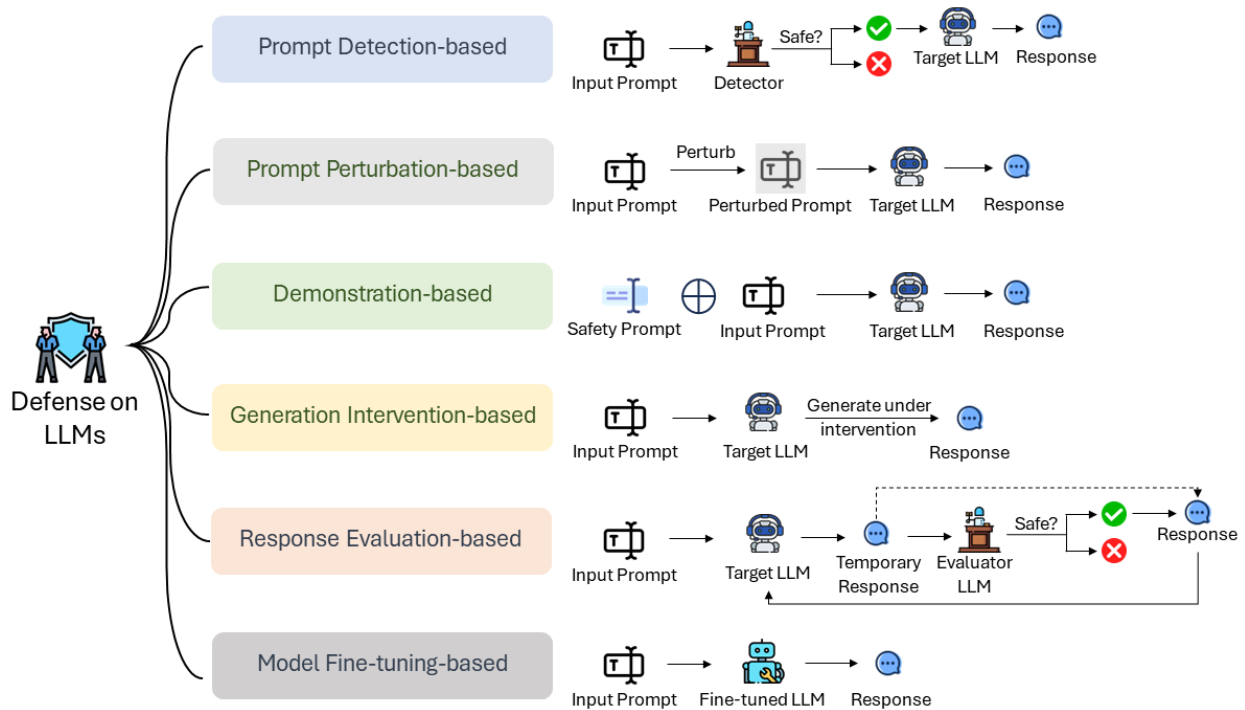 Defense on
LLMs
Prompt Detection-based
Input Prompt
Detector
Safe?
Target LLM
Response
Prompt Perturbation-based
Input Prompt
Perturb
Perturbed Prompt
Target LLM
Response
Demonstration-based
Safety Prompt
Input Prompt
Target LLM
Response
Generation Intervention-based
Input Prompt
Target LLM
Generate under
intervention
Response
Response Evaluation-based
Input Prompt
Target LLM
Temporary
Response
Evaluator
LLM
Safe?
Response
Model Fine-tuning-based
Input Prompt
Fine-tuned LLM
Response